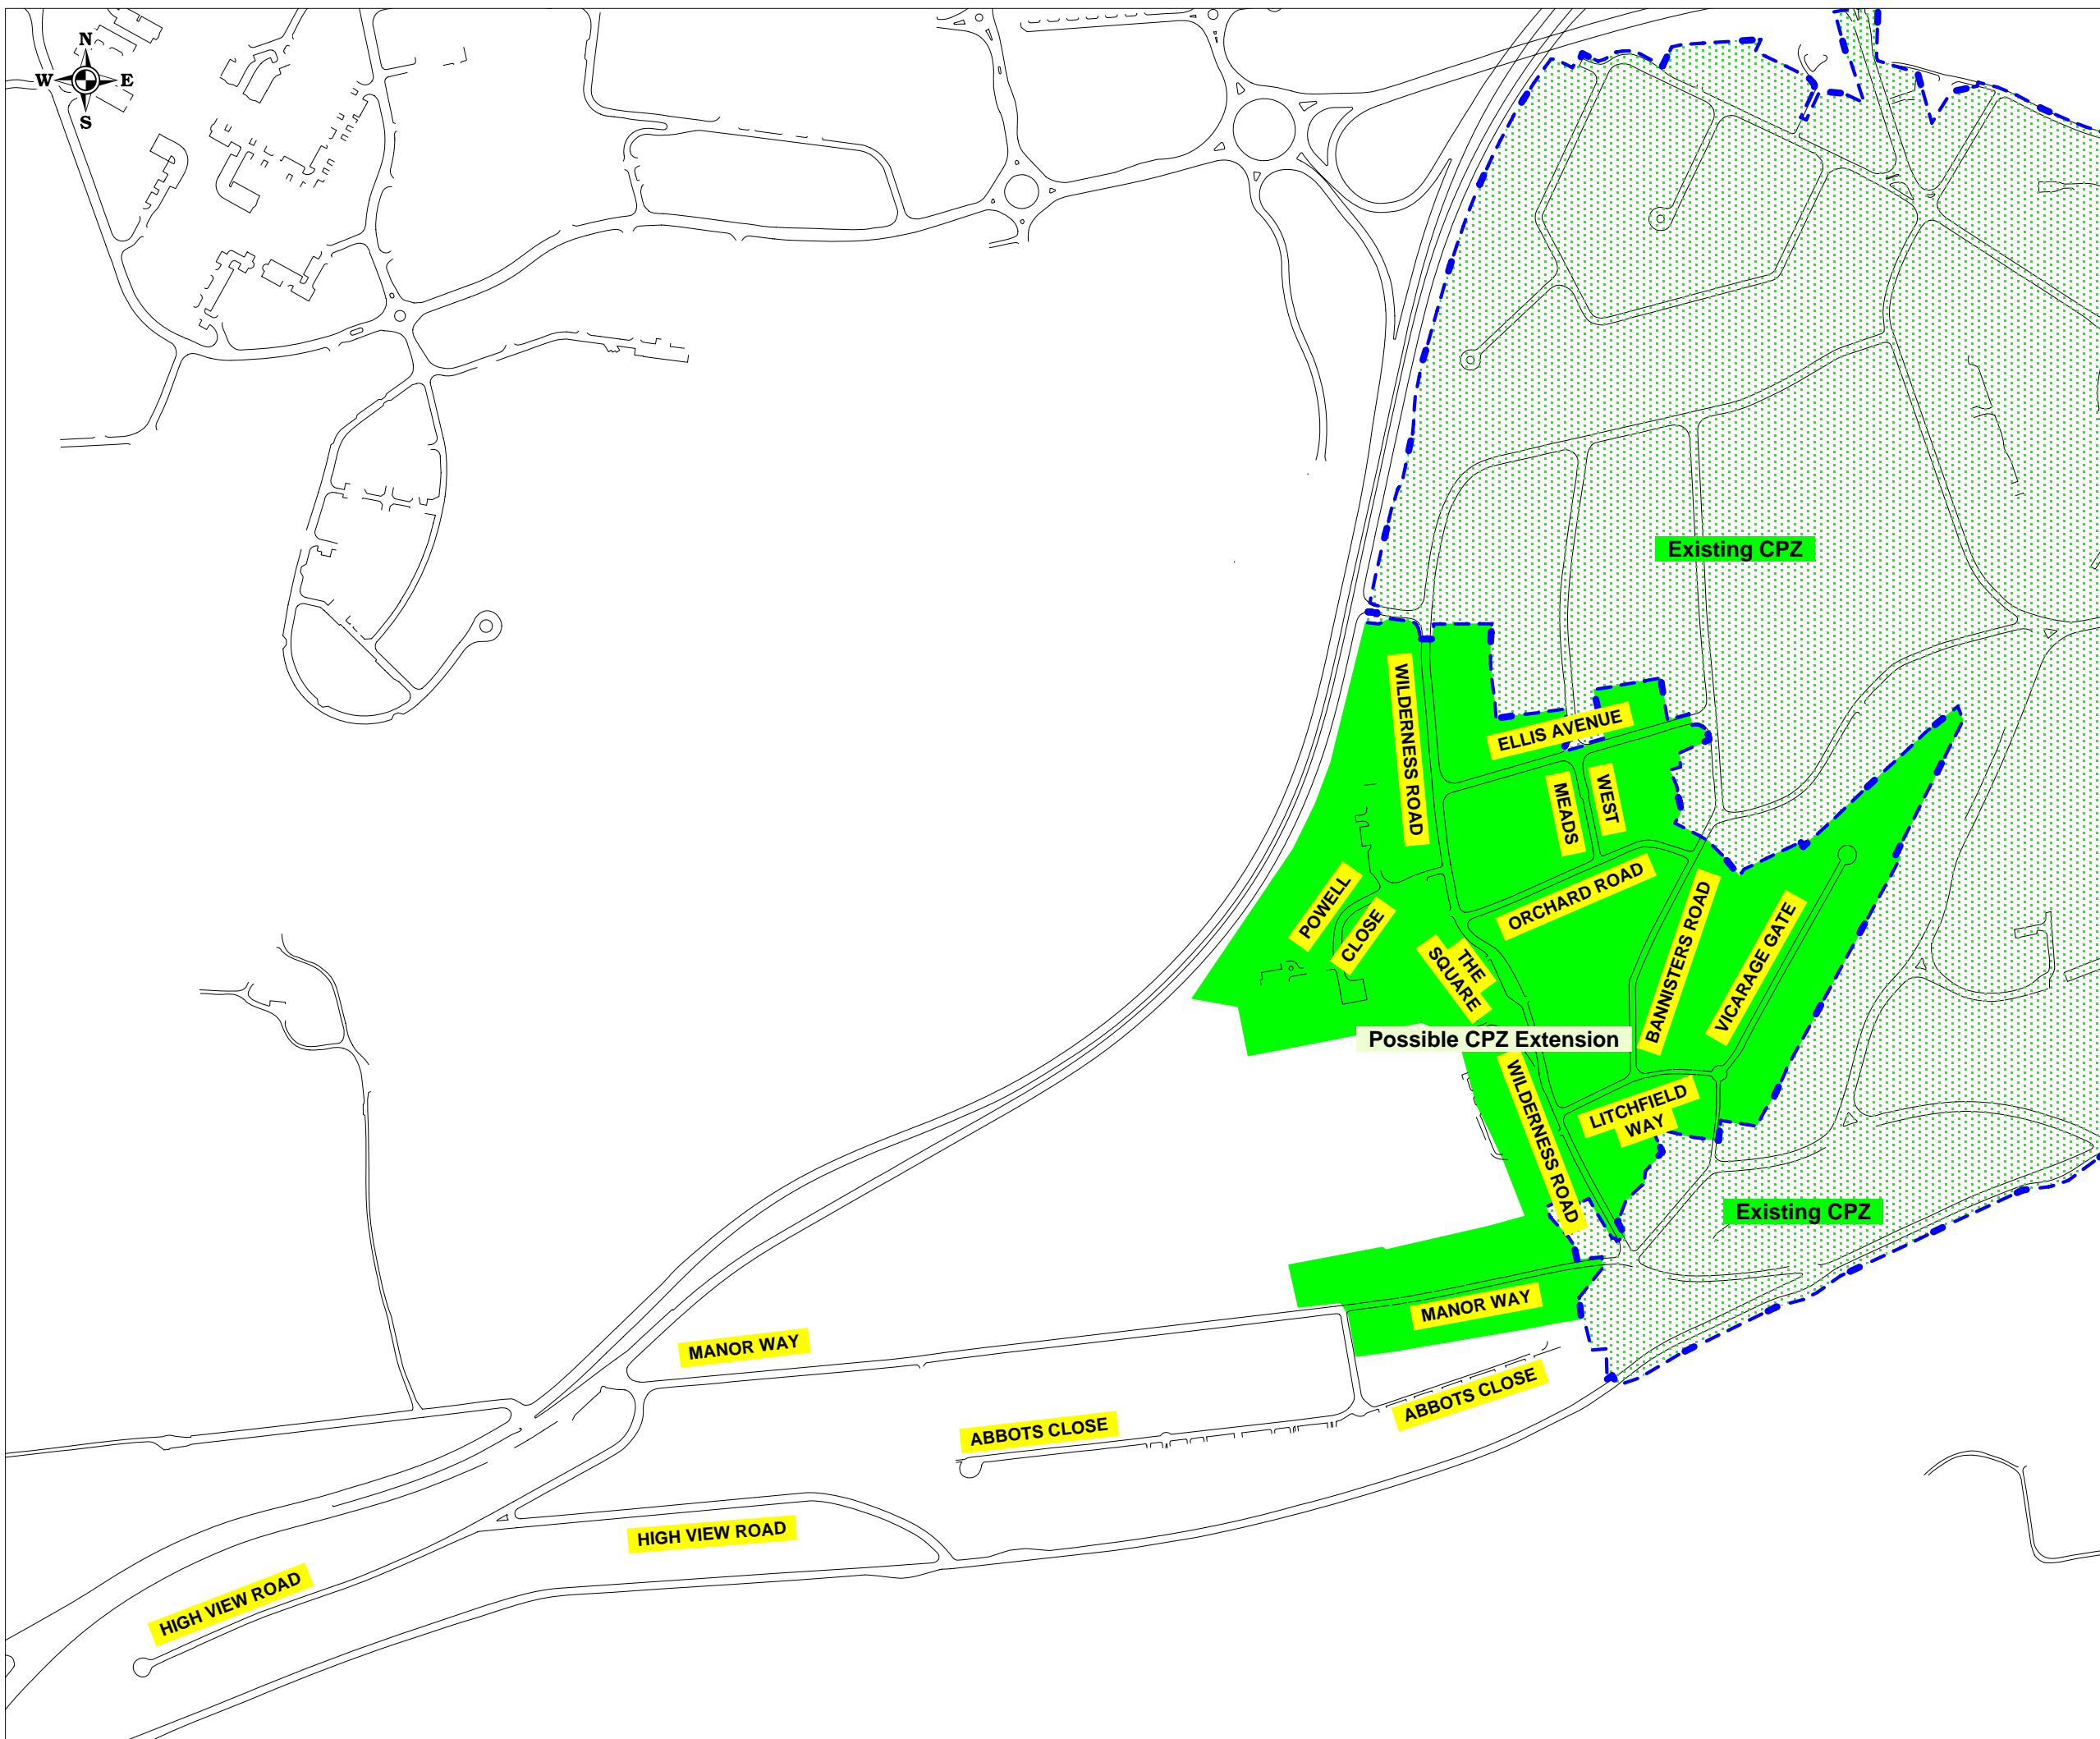 N
W E
S
Existing CPZ
WILDERNESS ROAD
ELLIS AVENUE
MEADS
WEST
POWELL
CLOSE
ORCHARD ROAD
THE
SQUARE
BANNISTERS ROAD
VICARAGE GATE
Possible CPZ Extension
WILDERNESS ROAD
LITCHFIELD
WAY
Existing CPZ
MANOR WAY
MANOR WAY
ABBOTS CLOSE
ABBOTS CLOSE
HIGH VIEW ROAD
HIGH VIEW ROAD